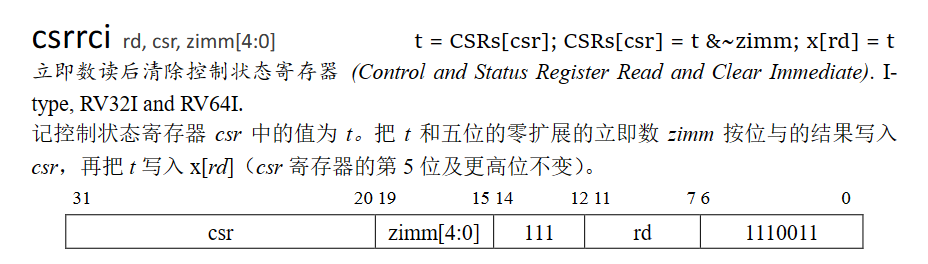 csrrci rd, csr, zimm[4:0] t = CSRs[csr]; CSRs[csr] = t &~zimm; x[rd] = t
立即数读后清除控制状态寄存器 (Control and Status Register Read and Clear Immediate). I-
type, RV32I and RV64I.
记控制状态寄存器 csr 中的值为 t。把 t 和五位的零扩展的立即数 zimm 按位与的结果写入
csr，再把 t 写入 x[rd]（csr 寄存器的第 5 位及更高位不变）。
31 20 19 15 14 12 11 7 6 0
csr zimm[4:0] 111 rd 1110011